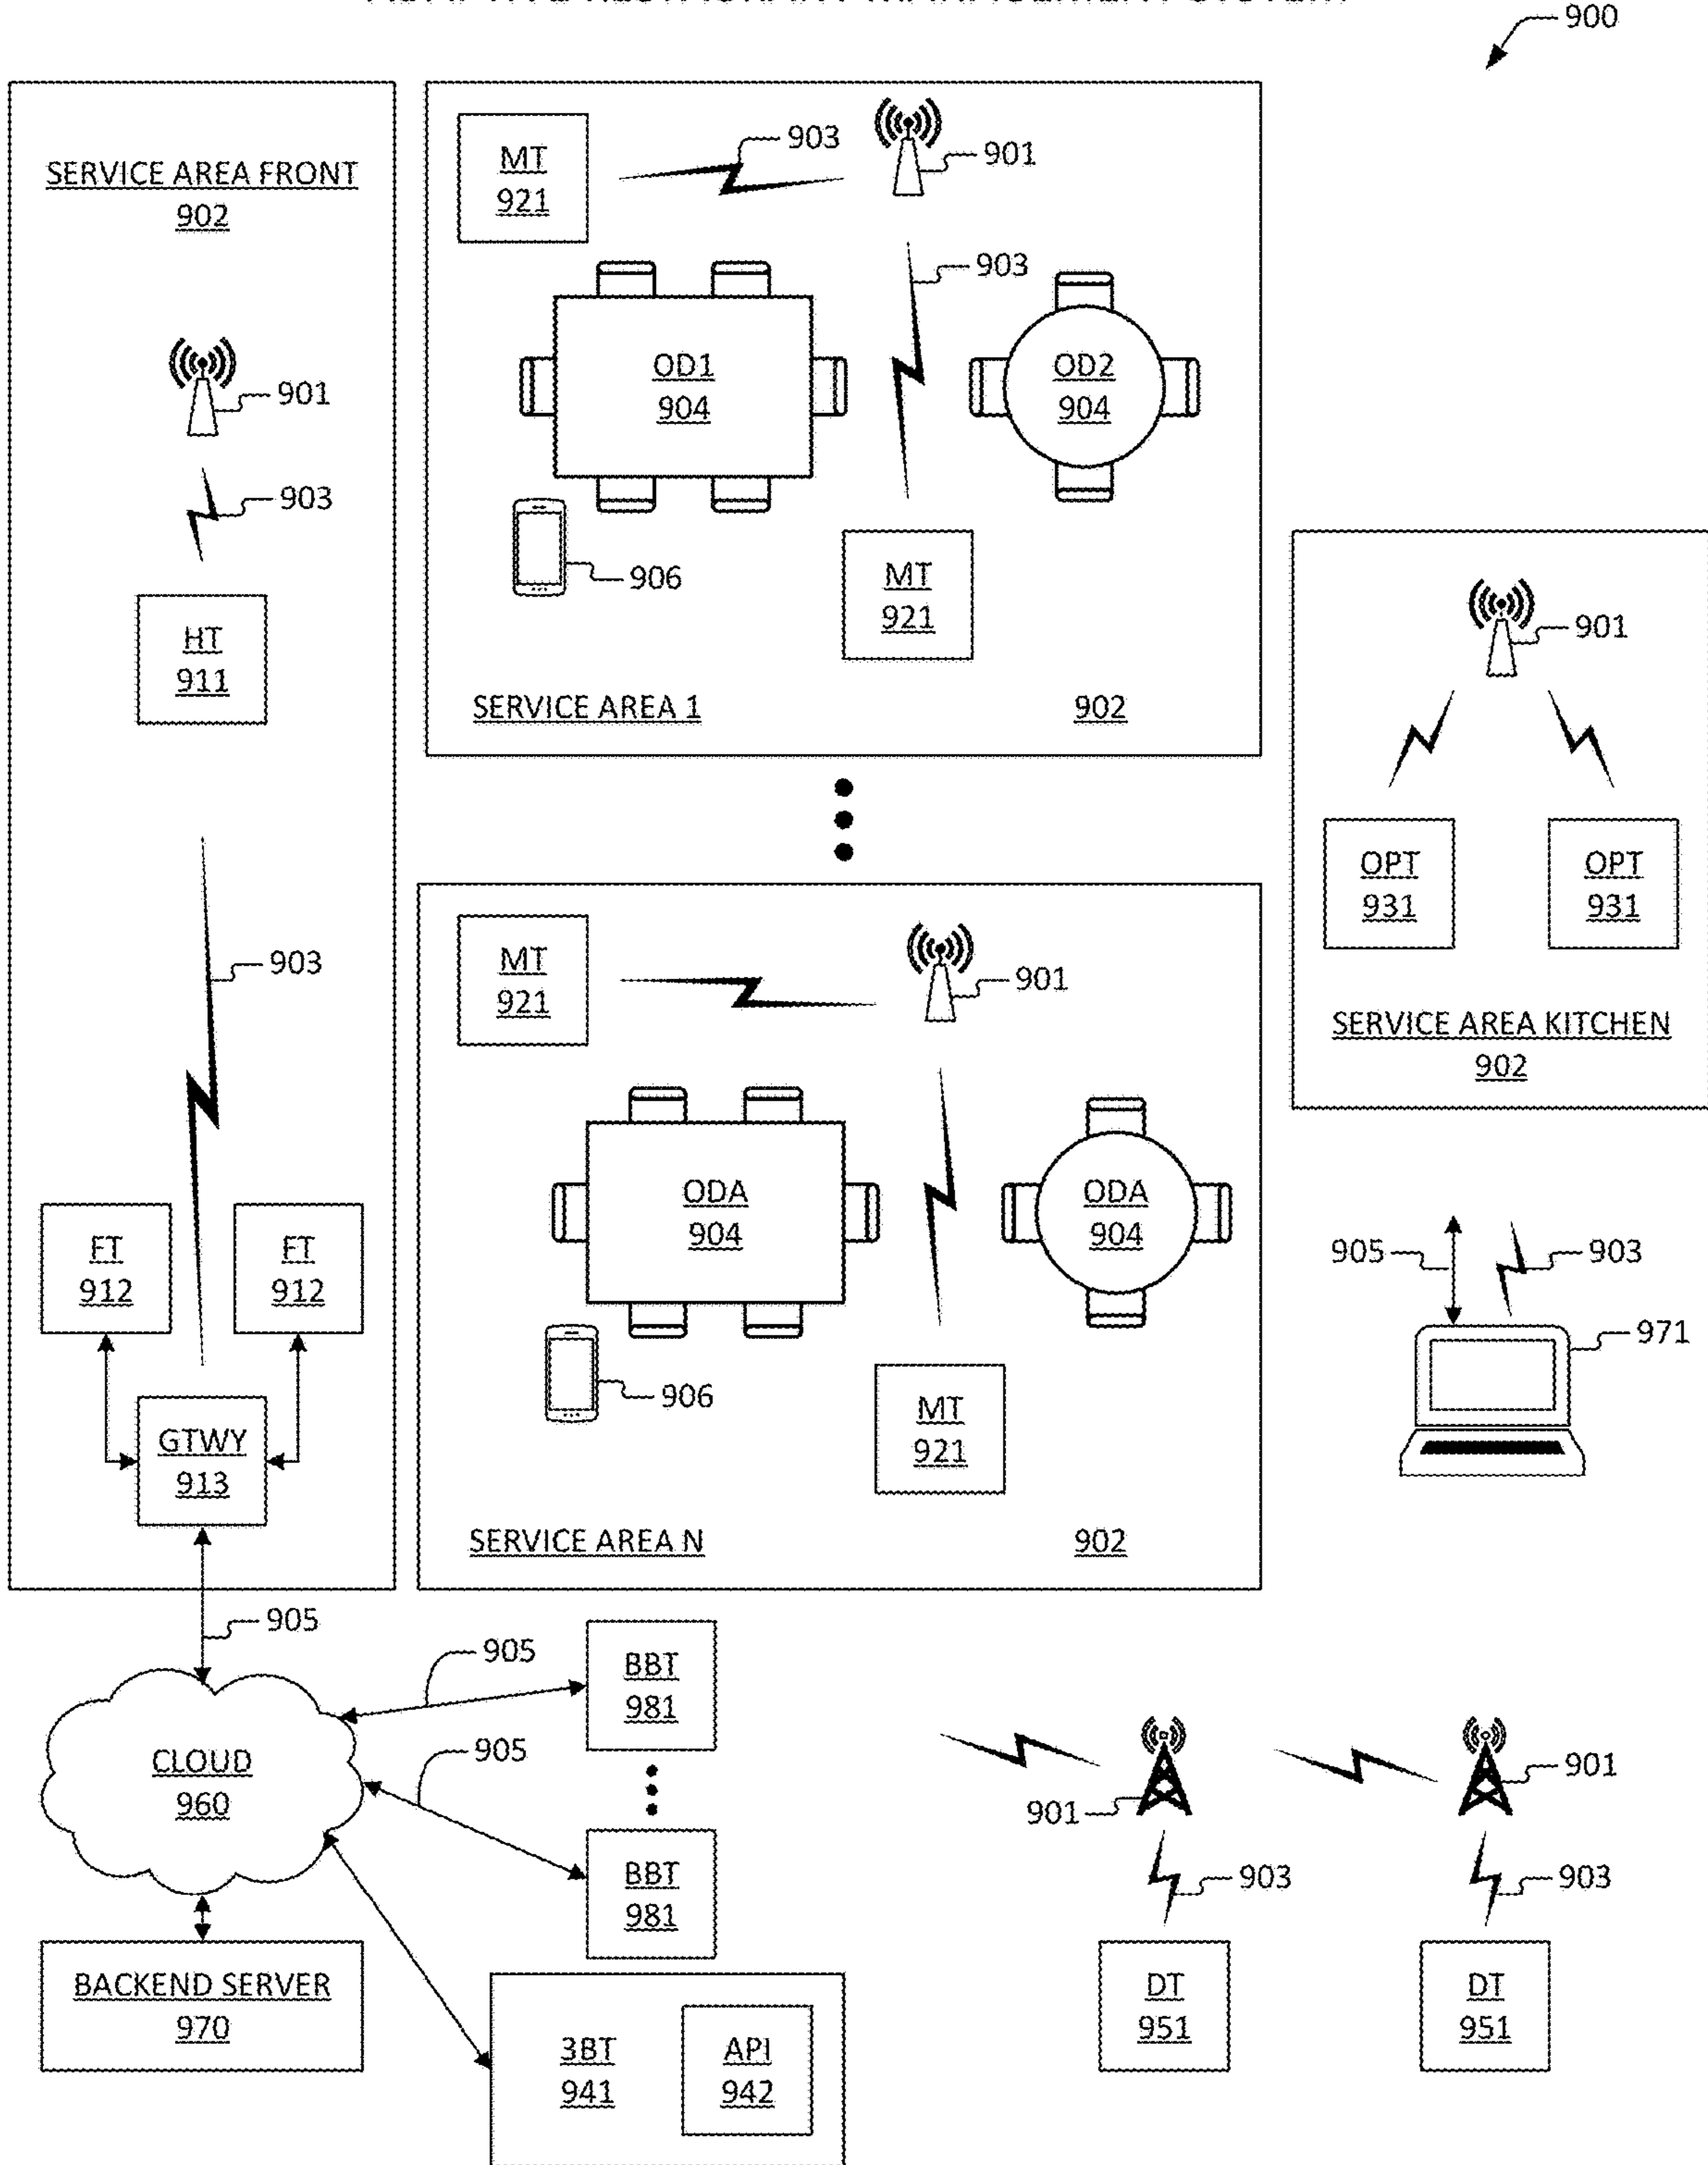 900
SERVICE AREA FRONT
902
901
903
HT
911
903
FT
912
FT
912
GTWY
913
MT
921
903
901
903
OD1
904
OD2
904
906
MT
921
SERVICE AREA 1
902
MT
921
901
ODA
904
ODA
904
906
MT
921
SERVICE AREA N
902
901
OPT
931
OPT
931
SERVICE AREA KITCHEN
902
905
903
971
905
CLOUD
960
905
BBT
981
905
BBT
981
BACKEND SERVER
970
3BT
941
API
942
901
903
DT
951
901
903
DT
951